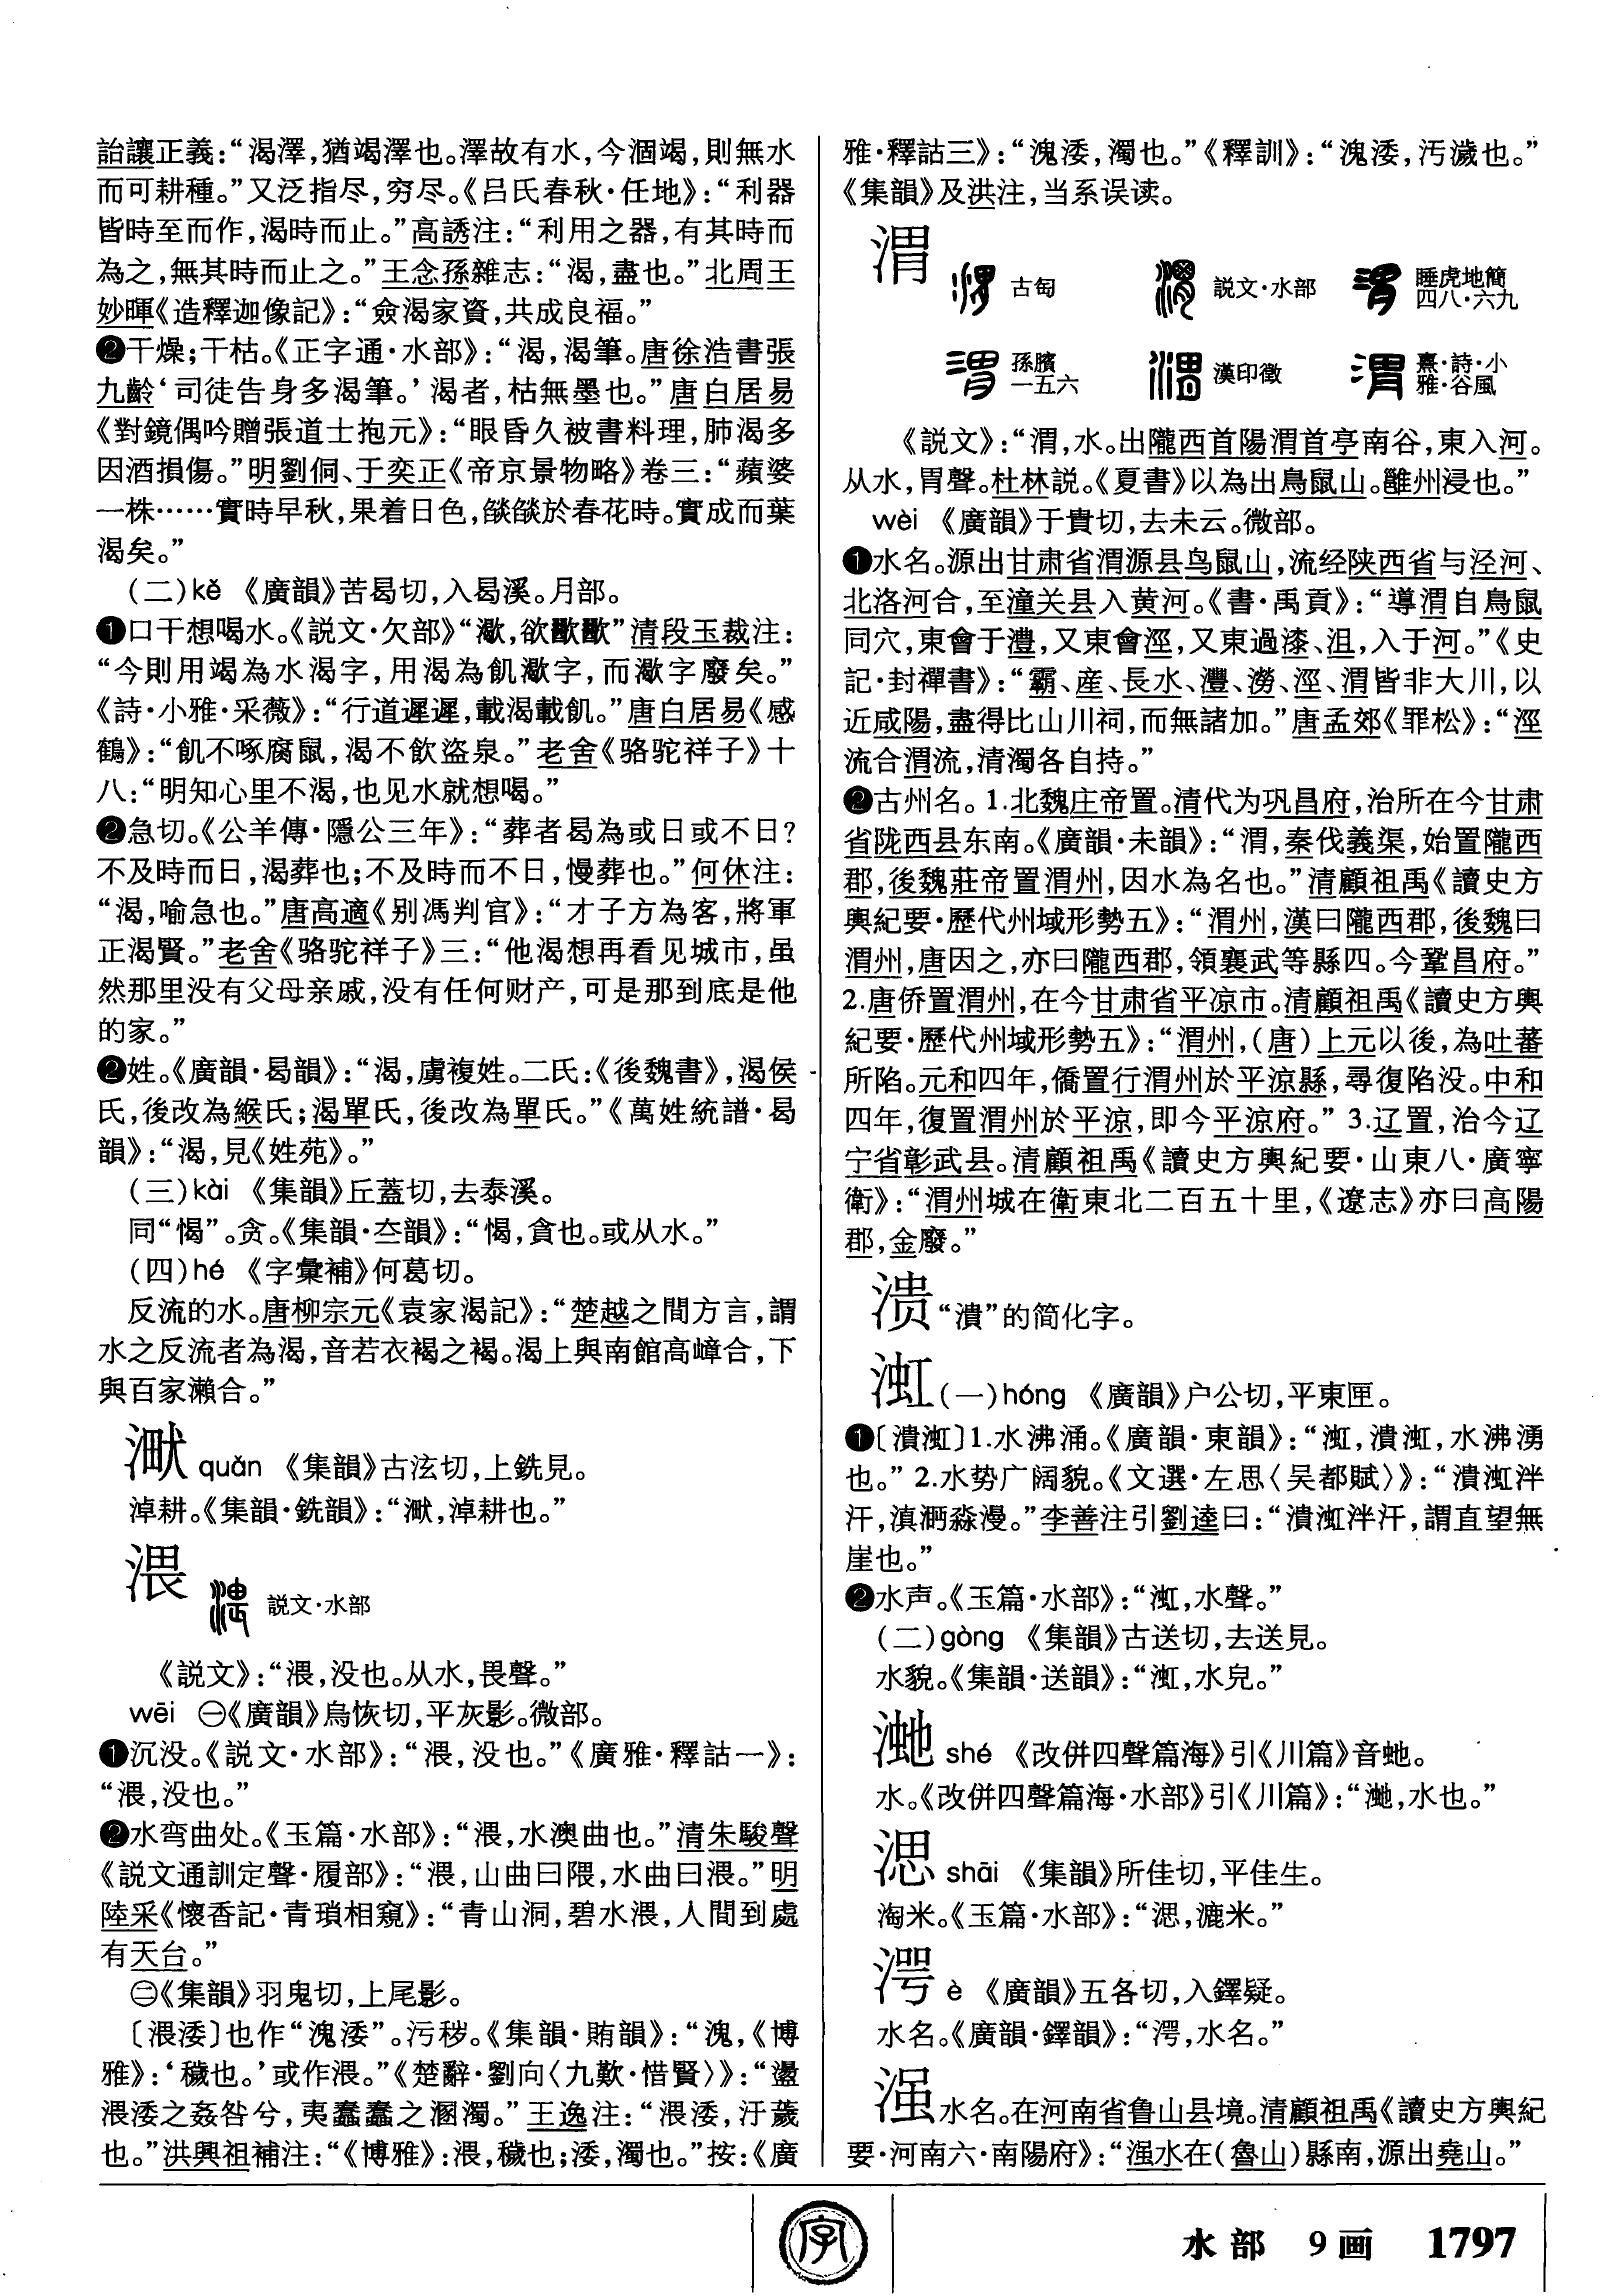 詒讓正義：“渴澤，猶竭澤也。澤故有水，今涸竭，則無水
而可耕種。”又泛指尽，穷尽。《吕氏春秋·任地》：“利器
皆時至而作，渴時而止。”高誘注：“利用之器，有其時而
為之，無其時而止之。”王念孫雜志：“渴，盡也。”北周王
妙暉《造釋迦像記》：“僉渴家資，共成良福。”
❷干燥；干枯。《正字通·水部》：“渴，渴筆。唐徐浩書張
九齡‘司徒告身多渴筆。’渴者，枯無墨也。”唐白居易
《對鏡偶吟贈張道士抱元》：“眼昏久被書料理，肺渴多
因酒損傷。”明劉侗、于奕正《帝京景物略》卷三：“蘋婆
一株……實時早秋，果着日色，燄燄於春花時。實成而葉
渴矣。”
（二）kě 《廣韻》苦曷切，入曷溪。月部。
❶口干想喝水。《説文·欠部》“㵣，欲歠歠”清段玉裁注：
“今則用竭為水渴字，用渴為飢㵣字，而㵣字廢矣。”
《詩·小雅·采薇》：“行道遲遲，載渴載飢。”唐白居易《感
鶴》：“飢不啄腐鼠，渴不飲盗泉。”老舍《骆驼祥子》十
八：“明知心里不渴，也见水就想喝。”
❷急切。《公羊傳·隱公三年》：“葬者曷為或日或不日？
不及時而日，渴葬也；不及時而不日，慢葬也。”何休注：
“渴，喻急也。”唐高適《别馮判官》：“才子方為客，將軍
正渴賢。”老舍《骆驼祥子》三：“他渴想再看见城市，虽
然那里没有父母亲戚，没有任何财产，可是那到底是他
的家。”
❷姓。《廣韻·曷韻》：“渴，虜複姓。二氏：《後魏書》，渴侯
氏，後改為緱氏；渴單氏，後改為單氏。”《萬姓統譜·曷
韻》：“渴，見《姓苑》。”
（三）kài 《集韻》丘蓋切，去泰溪。
同“愒”。贪。《集韻·夳韻》：“愒，貪也。或从水。”
（四）hé 《字彙補》何葛切。
反流的水。唐柳宗元《袁家渴記》：“楚越之間方言，謂
水之反流者為渴，音若衣褐之褐。渴上與南館高嶂合，下
與百家瀨合。”
𣸋 quǎn 《集韻》古泫切，上銑見。
淖耕。《集韻·銑韻》：“𣸋，淖耕也。”
渨 説文·水部
《説文》：“渨，没也。从水，畏聲。”
wēi ㊀《廣韻》烏恢切，平灰影。微部。
❶沉没。《説文·水部》：“渨，没也。”《廣雅·釋詁一》：
“渨，没也。”
❷水弯曲处。《玉篇·水部》：“渨，水澳曲也。”清朱駿聲
《説文通訓定聲·履部》：“渨，山曲曰隈，水曲曰渨。”明
陸采《懷香記·青瑣相窺》：“青山洞，碧水渨，人間到處
有天台。”
㊁《集韻》羽鬼切，上尾影。
〔渨涹〕也作“溾涹”。污秽。《集韻·賄韻》：“溾，《博
雅》：‘穢也。’或作渨。”《楚辭·劉向〈九歎·惜賢〉》：“盪
渨涹之姦咎兮，夷蠢蠢之溷濁。”王逸注：“渨涹，汙薉
也。”洪興祖補注：“《博雅》：渨，穢也；涹，濁也。”按：《廣
雅·釋詁三》：“溾涹，濁也。”《釋訓》：“溾涹，汚濊也。”
《集韻》及洪注，当系误读。
渭 古匋 説文·水部 睡虎地簡四八·六九
孫臏一五六 漢印徵 熹·詩·小雅·谷風
《説文》：“渭，水。出隴西首陽渭首亭南谷，東入河。
从水，胃聲。杜林説。《夏書》以為出鳥鼠山。雝州浸也。”
wèi 《廣韻》于貴切，去未云。微部。
❶水名。源出甘肃省渭源县鸟鼠山，流经陕西省与泾河、
北洛河合，至潼关县入黄河。《書·禹貢》：“導渭自鳥鼠
同穴，東會于灃，又東會涇，又東過漆、沮，入于河。”《史
記·封禪書》：“霸、産、長水、灃、澇、涇、渭皆非大川，以
近咸陽，盡得比山川祠，而無諸加。”唐孟郊《罪松》：“涇
流合渭流，清濁各自持。”
❷古州名。1.北魏庄帝置。清代为巩昌府，治所在今甘肃
省陇西县东南。《廣韻·未韻》：“渭，秦伐義渠，始置隴西
郡，後魏莊帝置渭州，因水為名也。”清顧祖禹《讀史方
輿紀要·歷代州域形勢五》：“渭州，漢曰隴西郡，後魏曰
渭州，唐因之，亦曰隴西郡，領襄武等縣四。今鞏昌府。”
2.唐侨置渭州，在今甘肃省平凉市。清顧祖禹《讀史方輿
紀要·歷代州域形勢五》：“渭州，（唐）上元以後，為吐蕃
所陷。元和四年，僑置行渭州於平涼縣，尋復陷没。中和
四年，復置渭州於平涼，即今平涼府。”3.辽置，治今辽
宁省彰武县。清顧祖禹《讀史方輿紀要·山東八·廣寧
衛》：“渭州城在衛東北二百五十里，《遼志》亦曰高陽
郡，金廢。”
溃 “潰”的简化字。
渱 （一）hóng 《廣韻》户公切，平東匣。
❶〔潰渱〕1.水沸涌。《廣韻·東韻》：“渱，潰渱，水沸湧
也。”2.水势广阔貌。《文選·左思〈吴都賦〉》：“潰渱泮
汗，滇㴐淼漫。”李善注引劉逵曰：“潰渱泮汗，謂直望無
崖也。”
❷水声。《玉篇·水部》：“渱，水聲。”
（二）gòng 《集韻》古送切，去送見。
水貌。《集韻·送韻》：“渱，水皃。”
shé 《改併四聲篇海》引《川篇》音虵。
水。《改併四聲篇海·水部》引《川篇》：“，水也。”
㴓 shāi 《集韻》所佳切，平佳生。
淘米。《玉篇·水部》：“㴓，漉米。”
湂 è 《廣韻》五各切，入鐸疑。
水名。《廣韻·鐸韻》：“湂，水名。”
水名。在河南省鲁山县境。清顧祖禹《讀史方輿紀
要·河南六·南陽府》：“水在（魯山）縣南，源出堯山。”
字
水部 9画 1797